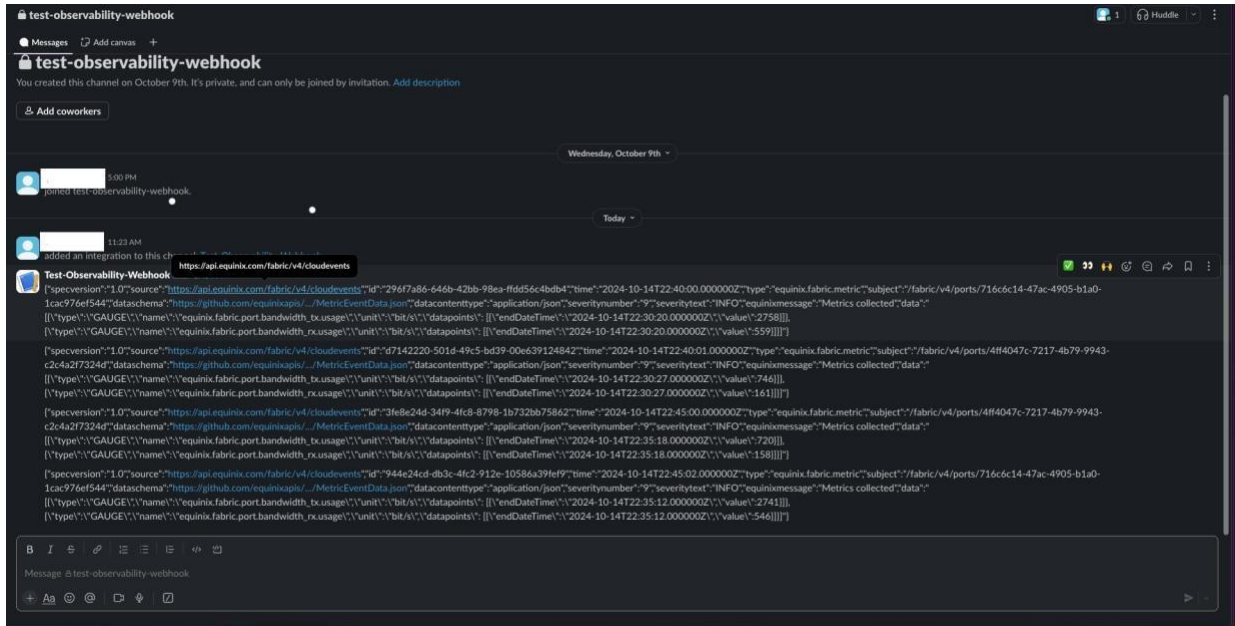 test-observability-webhook
1
Huddle
Messages
Add canvas
+
test-observability-webhook
You created this channel on October 9th. It's private, and can only be joined by invitation. Add description
Add coworkers
Wednesday, October 9th
5:00 PM
joined test-observability-webhook.
Today
11:23 AM
added an integration to this
https://api.equinix.com/fabric/v4/cloudevents
Test-Observability-Webhook
{"specversion":"1.0","source":"https://api.equinix.com/fabric/v4/cloudevents","id":"296f7a86-646b-42bb-98ea-ffdd56c4bdb4","time":"2024-10-14T22:40:00.000000Z","type":"equinix.fabric.metric","subject":"/fabric/v4/ports/716c6c14-47ac-4905-b1a0-
1cac976ef544","dataschema":"https://github.com/equinixapis/.../MetricEventData.json","datacontenttype":"application/json","severitynumber":"9","severitytext":"INFO","equinixmessage":"Metrics collected","data":"
[[\"type\":\"GAUGE\",\"name\":\"equinix.fabric.port.bandwidth_tx.usage\",\"unit\":\"bit/s\",\"datapoints\": [[\"endDateTime\":\"2024-10-14T22:30:20.000000Z\",\"value\":2758]]],
[\"type\":\"GAUGE\",\"name\":\"equinix.fabric.port.bandwidth_rx.usage\",\"unit\":\"bit/s\",\"datapoints\": [[\"endDateTime\":\"2024-10-14T22:30:20.000000Z\",\"value\":559]]]]"}
{"specversion":"1.0","source":"https://api.equinix.com/fabric/v4/cloudevents","id":"d7142220-501d-49c5-bd39-00e639124842","time":"2024-10-14T22:40:01.000000Z","type":"equinix.fabric.metric","subject":"/fabric/v4/ports/4ff4047c-7217-4b79-9943-
c2c4a2f7324d","dataschema":"https://github.com/equinixapis/.../MetricEventData.json","datacontenttype":"application/json","severitynumber":"9","severitytext":"INFO","equinixmessage":"Metrics collected","data":"
[[\"type\":\"GAUGE\",\"name\":\"equinix.fabric.port.bandwidth_tx.usage\",\"unit\":\"bit/s\",\"datapoints\": [[\"endDateTime\":\"2024-10-14T22:30:27.000000Z\",\"value\":746]]],
[\"type\":\"GAUGE\",\"name\":\"equinix.fabric.port.bandwidth_rx.usage\",\"unit\":\"bit/s\",\"datapoints\": [[\"endDateTime\":\"2024-10-14T22:30:27.000000Z\",\"value\":161]]]]"}
{"specversion":"1.0","source":"https://api.equinix.com/fabric/v4/cloudevents","id":"3fe8e24d-34f9-4fc8-8798-1b732bb75862","time":"2024-10-14T22:45:00.000000Z","type":"equinix.fabric.metric","subject":"/fabric/v4/ports/4ff4047c-7217-4b79-9943-
c2c4a2f7324d","dataschema":"https://github.com/equinixapis/.../MetricEventData.json","datacontenttype":"application/json","severitynumber":"9","severitytext":"INFO","equinixmessage":"Metrics collected","data":"
[[\"type\":\"GAUGE\",\"name\":\"equinix.fabric.port.bandwidth_tx.usage\",\"unit\":\"bit/s\",\"datapoints\": [[\"endDateTime\":\"2024-10-14T22:35:18.000000Z\",\"value\":720]]],
[\"type\":\"GAUGE\",\"name\":\"equinix.fabric.port.bandwidth_rx.usage\",\"unit\":\"bit/s\",\"datapoints\": [[\"endDateTime\":\"2024-10-14T22:35:18.000000Z\",\"value\":158]]]]"}
{"specversion":"1.0","source":"https://api.equinix.com/fabric/v4/cloudevents","id":"944e24cd-db3c-4fc2-912e-10586a39fef9","time":"2024-10-14T22:45:02.000000Z","type":"equinix.fabric.metric","subject":"/fabric/v4/ports/716c6c14-47ac-4905-b1a0-
1cac976ef544","dataschema":"https://github.com/equinixapis/.../MetricEventData.json","datacontenttype":"application/json","severitynumber":"9","severitytext":"INFO","equinixmessage":"Metrics collected","data":"
[[\"type\":\"GAUGE\",\"name\":\"equinix.fabric.port.bandwidth_tx.usage\",\"unit\":\"bit/s\",\"datapoints\": [[\"endDateTime\":\"2024-10-14T22:35:12.000000Z\",\"value\":2741]]],
[\"type\":\"GAUGE\",\"name\":\"equinix.fabric.port.bandwidth_rx.usage\",\"unit\":\"bit/s\",\"datapoints\": [[\"endDateTime\":\"2024-10-14T22:35:12.000000Z\",\"value\":546]]]]"}
B I S
Message test-observability-webhook
+ Aa @